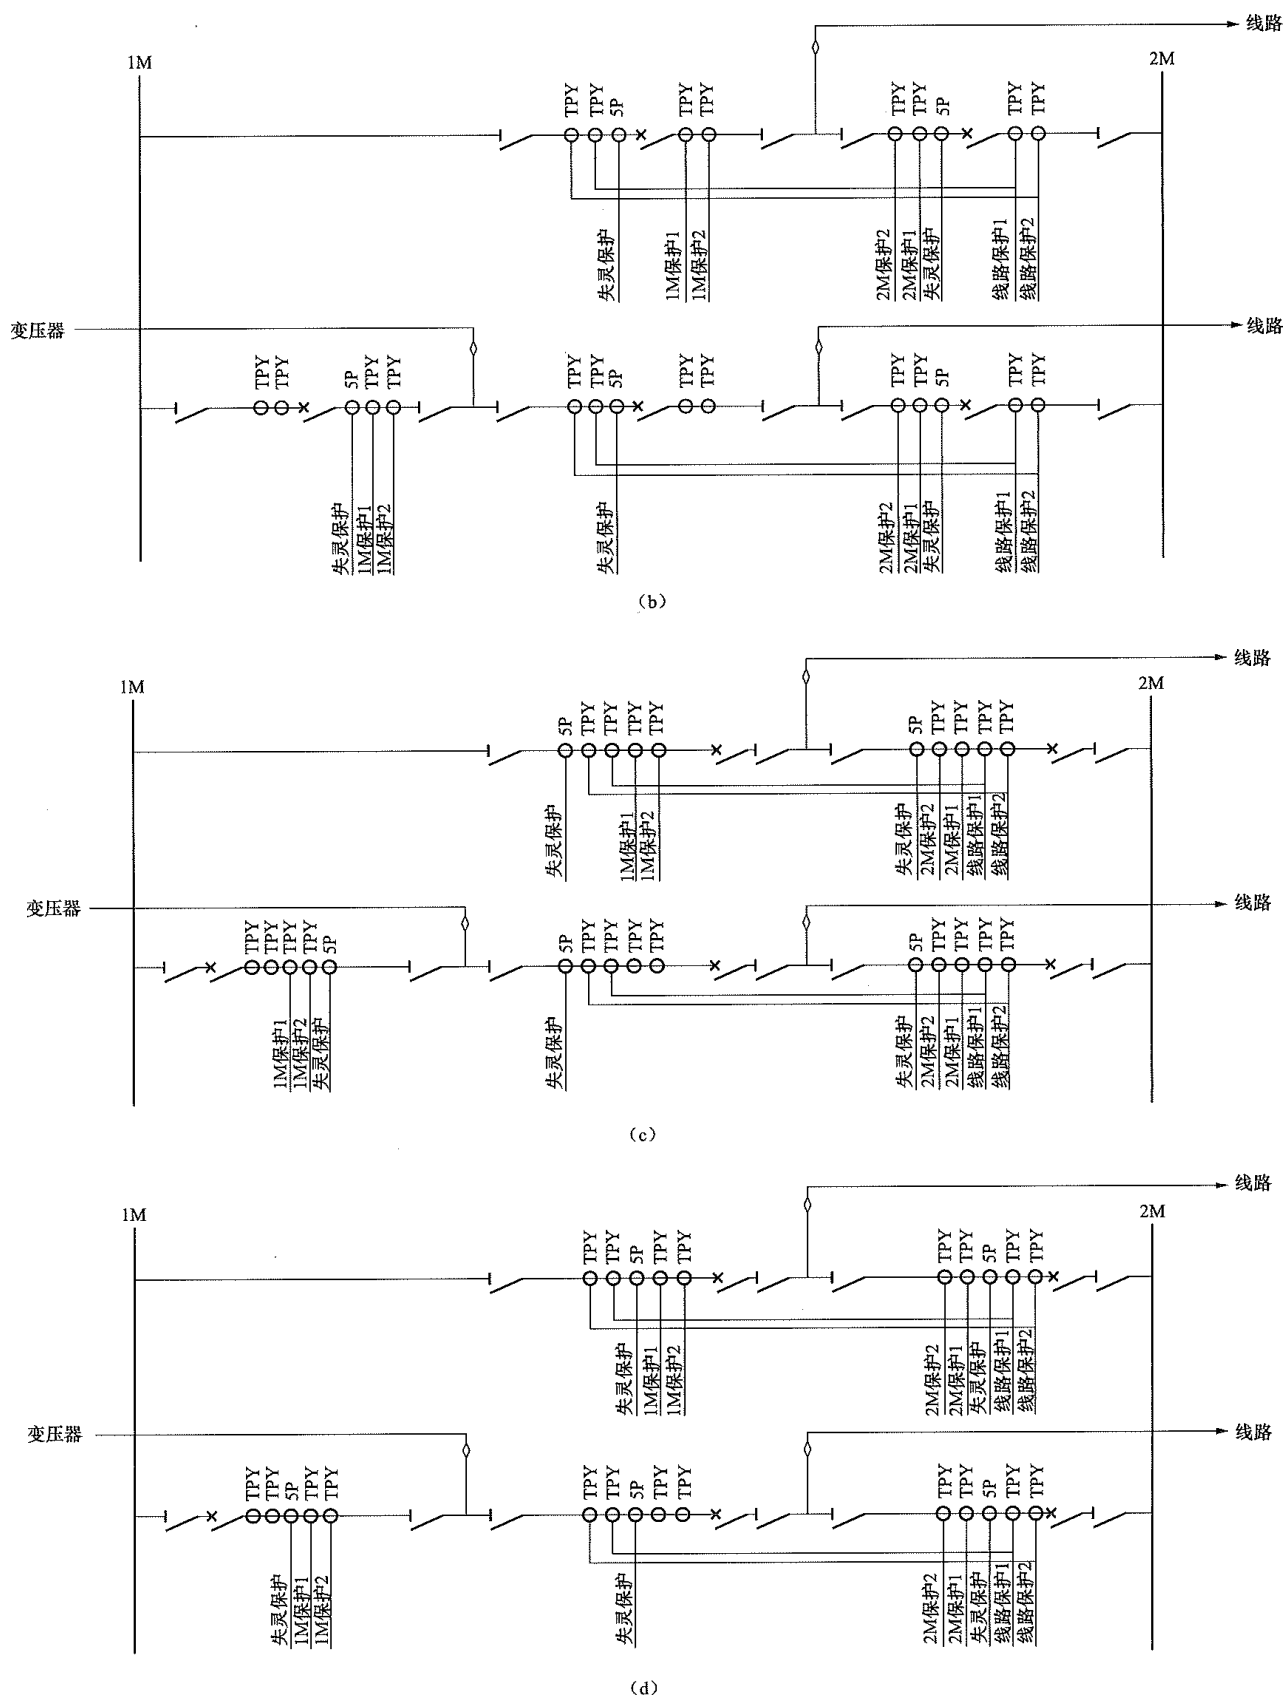 线路
1M
2M
TPY TPY 5P TPY TPY TPY TPY 5P TPY TPY
失灵保护 1M保护1 1M保护2 2M保护2 2M保护1 失灵保护 线路保护1 线路保护2
变压器
线路
TPY TPY 5P TPY TPY TPY TPY 5P TPY TPY TPY TPY 5P TPY TPY
失灵保护 1M保护1 1M保护2 失灵保护 2M保护2 2M保护1 失灵保护 线路保护1 线路保护2
（b）
线路
1M
2M
5P TPY TPY TPY TPY 5P TPY TPY TPY TPY
失灵保护 1M保护1 1M保护2 失灵保护 2M保护2 2M保护1 线路保护1 线路保护2
变压器
线路
TPY TPY TPY TPY 5P 5P TPY TPY TPY TPY 5P TPY TPY TPY TPY
1M保护1 1M保护2 失灵保护 失灵保护 失灵保护 2M保护2 2M保护1 线路保护1 线路保护2
（c）
线路
1M
2M
TPY TPY 5P TPY TPY TPY TPY 5P TPY TPY
失灵保护 1M保护1 1M保护2 2M保护2 2M保护1 失灵保护 线路保护1 线路保护2
变压器
线路
TPY TPY 5P TPY TPY TPY TPY 5P TPY TPY TPY TPY 5P TPY TPY
失灵保护 1M保护1 1M保护2 失灵保护 2M保护2 2M保护1 失灵保护 线路保护1 线路保护2
（d）